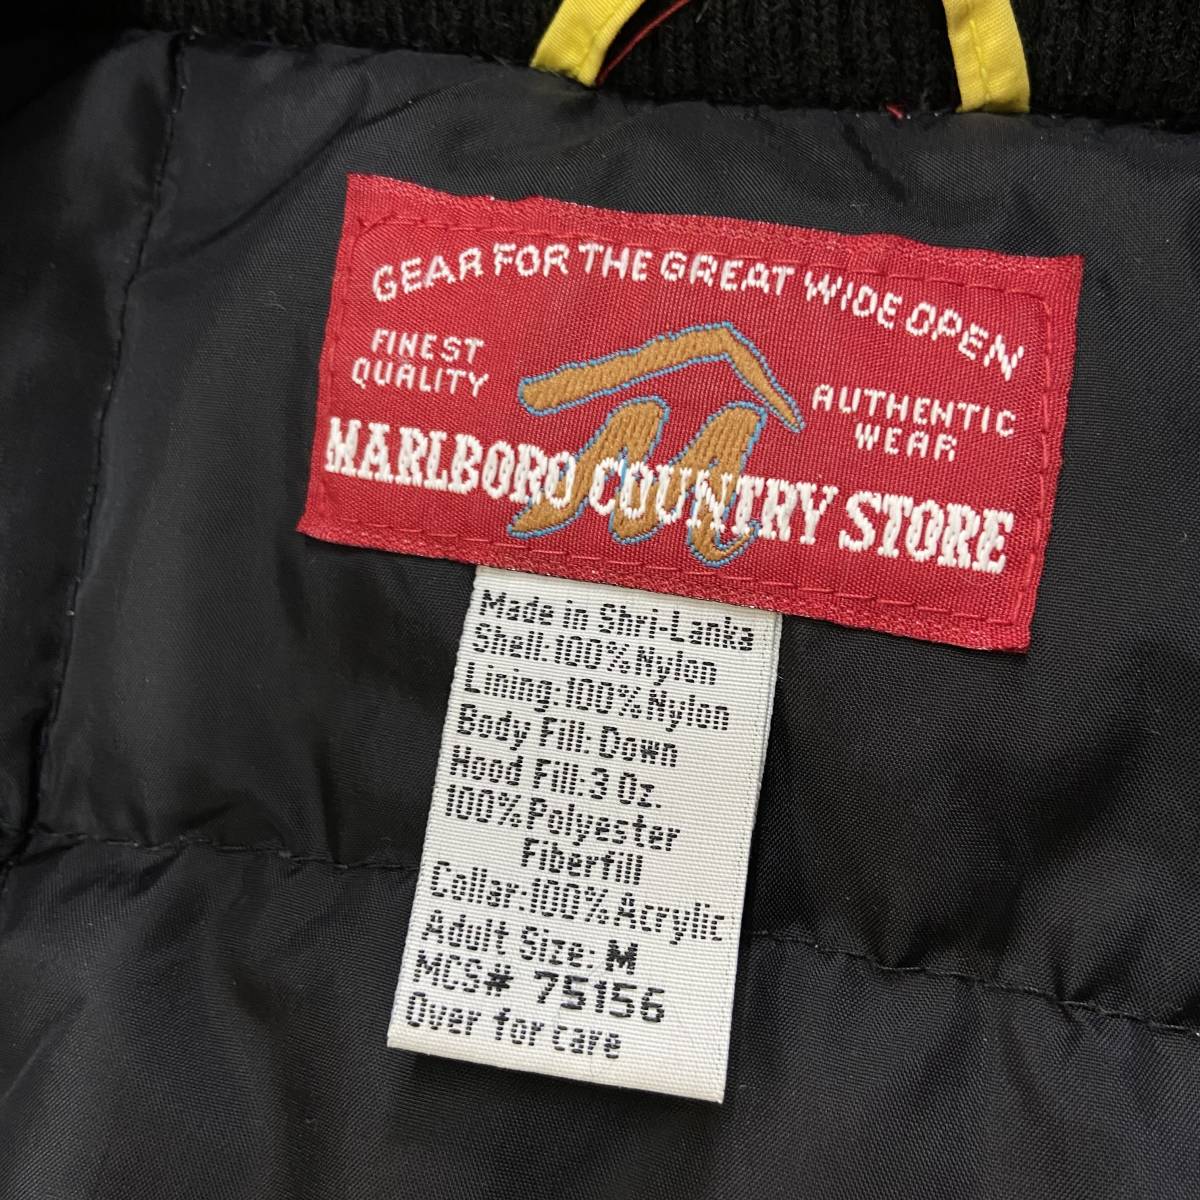 GEAR FOR THE GREAT WIDE OPEN
FINEST
QUALITY
AUTHENTIC
WEAR
M
MARLBORO COUNTRY STORE
Made in Shri-Lanka
Shell:100% Nylon
Lining:100% Nylon
Body Fill: Down
Hood Fill: 3 Oz.
100% Polyester
Fiberfill
Collar:100% Acrylic
Adult Size: M
MCS# 75156
Over for care